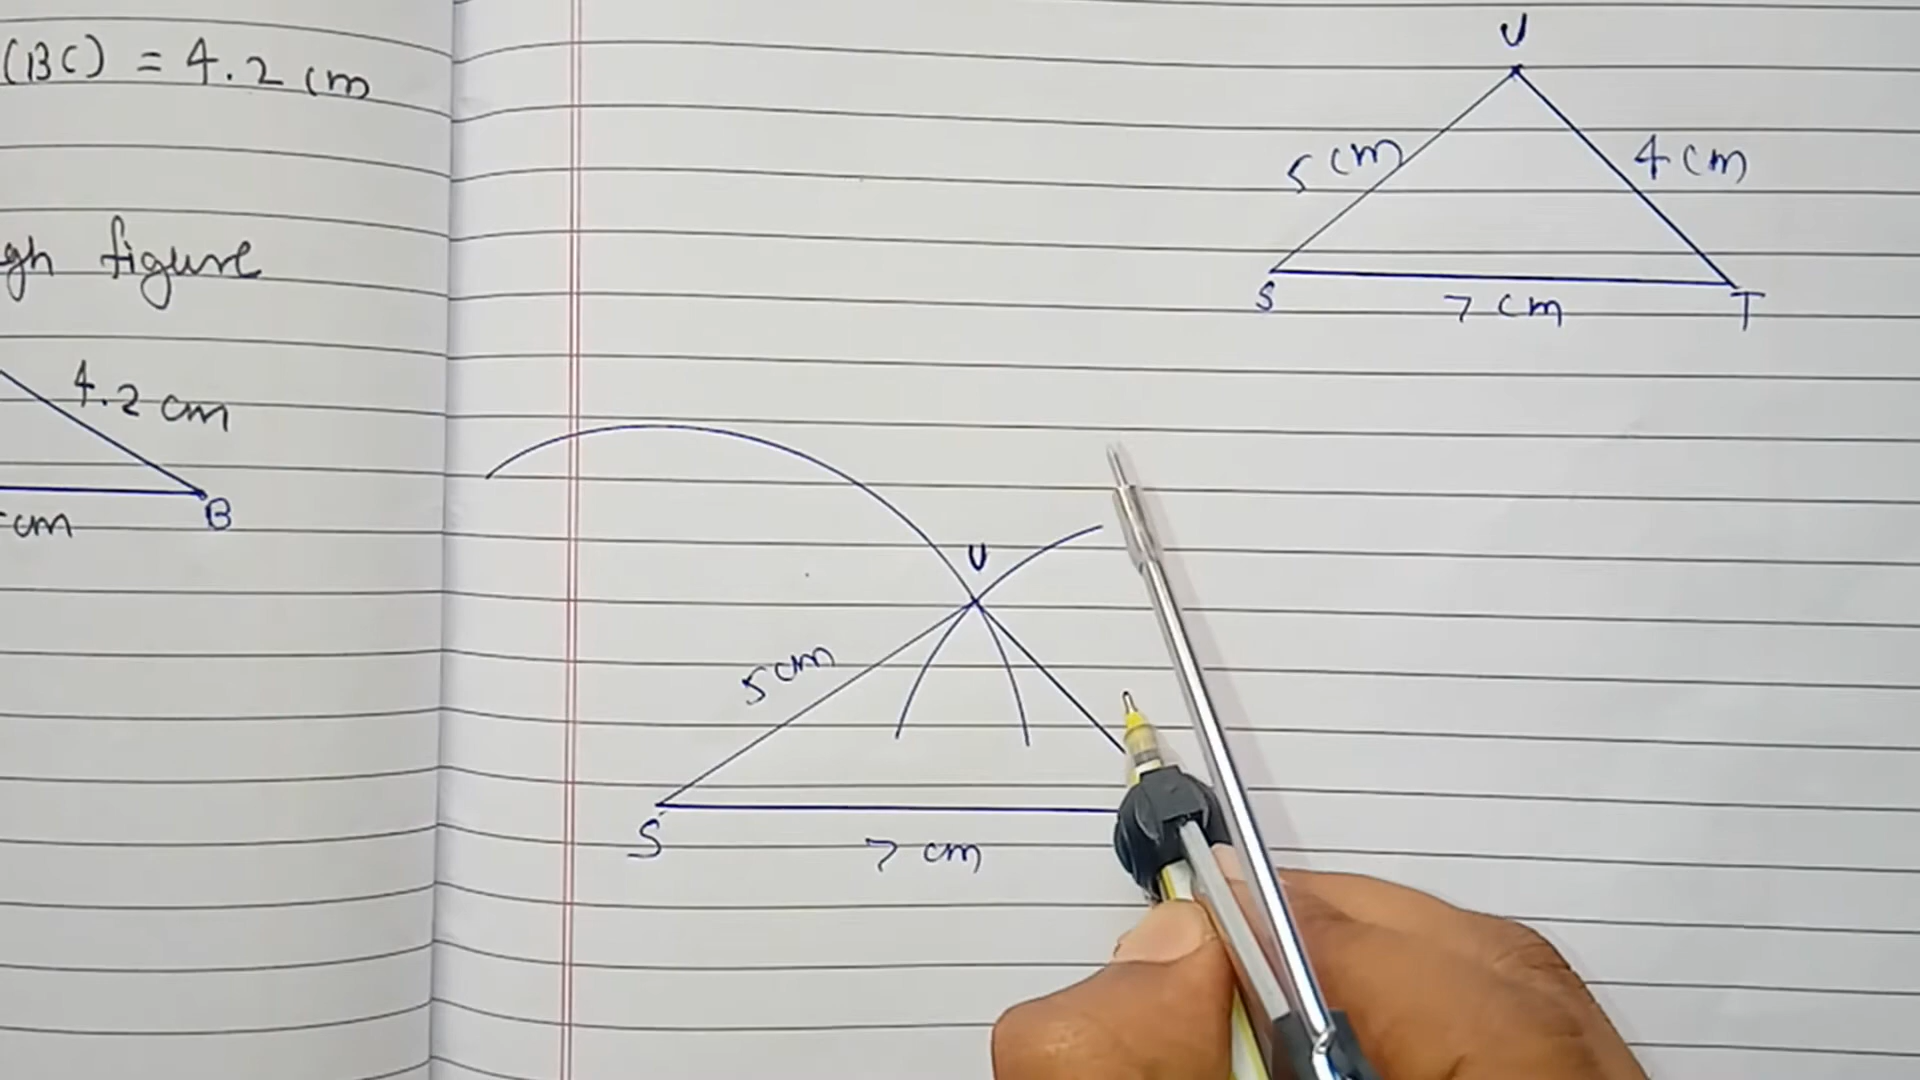 (BC) = 4.2 cm
figure
4.2 cm
cm
B
U
5 cm
4 cm
S
7 cm
T
U
5 cm
S
7 cm